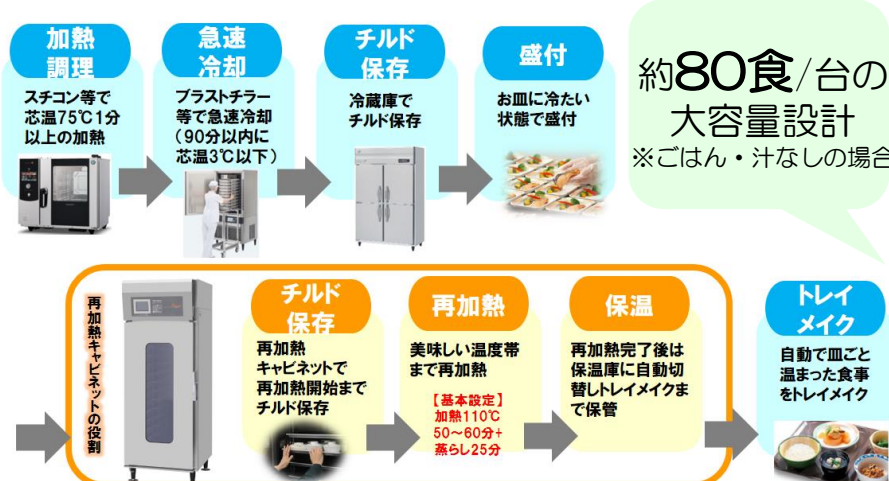 加熱
調理
スチコン等で
芯温75℃1分
以上の加熱
急速
冷却
ブラストチラー
等で急速冷却
(90分以内に
芯温3℃以下)
チルド
保存
冷蔵庫で
チルド保存
盛付
お皿に冷たい
状態で盛付
約80食/台の
大容量設計
※ごはん・汁なしの場合
再加熱キャビネットの役割
チルド
保存
再加熱
キャビネットで
再加熱開始まで
チルド保存
再加熱
美味しい温度帯
まで再加熱
【基本設定】
加熱110℃
50～60分+
蒸らし25分
保温
再加熱完了後は
保温庫に自動切
替しトレイメイクま
で保管
トレイ
メイク
自動で皿ごと
温まった食事
をトレイメイク